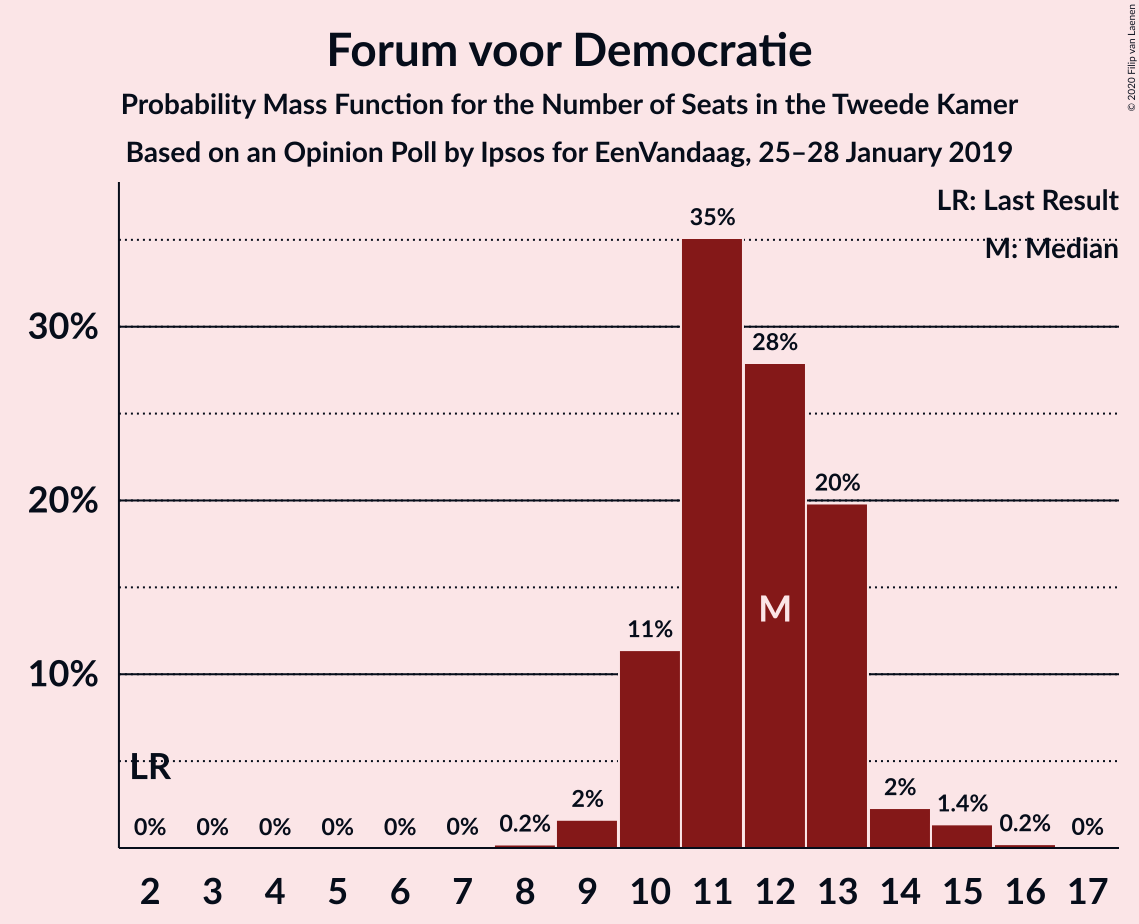 Forum voor Democratie
Probability Mass Function for the Number of Seats in the Tweede Kamer
Based on an Opinion Poll by Ipsos for EenVandaag, 25–28 January 2019
© 2020 Filip van Laenen
LR: Last Result
M: Median
35%
30%
28%
20%
20%
M
11%
10%
LR
0% 0% 0% 0% 0% 0% 0.2% 2% 2% 1.4% 0.2% 0%
2 3 4 5 6 7 8 9 10 11 12 13 14 15 16 17